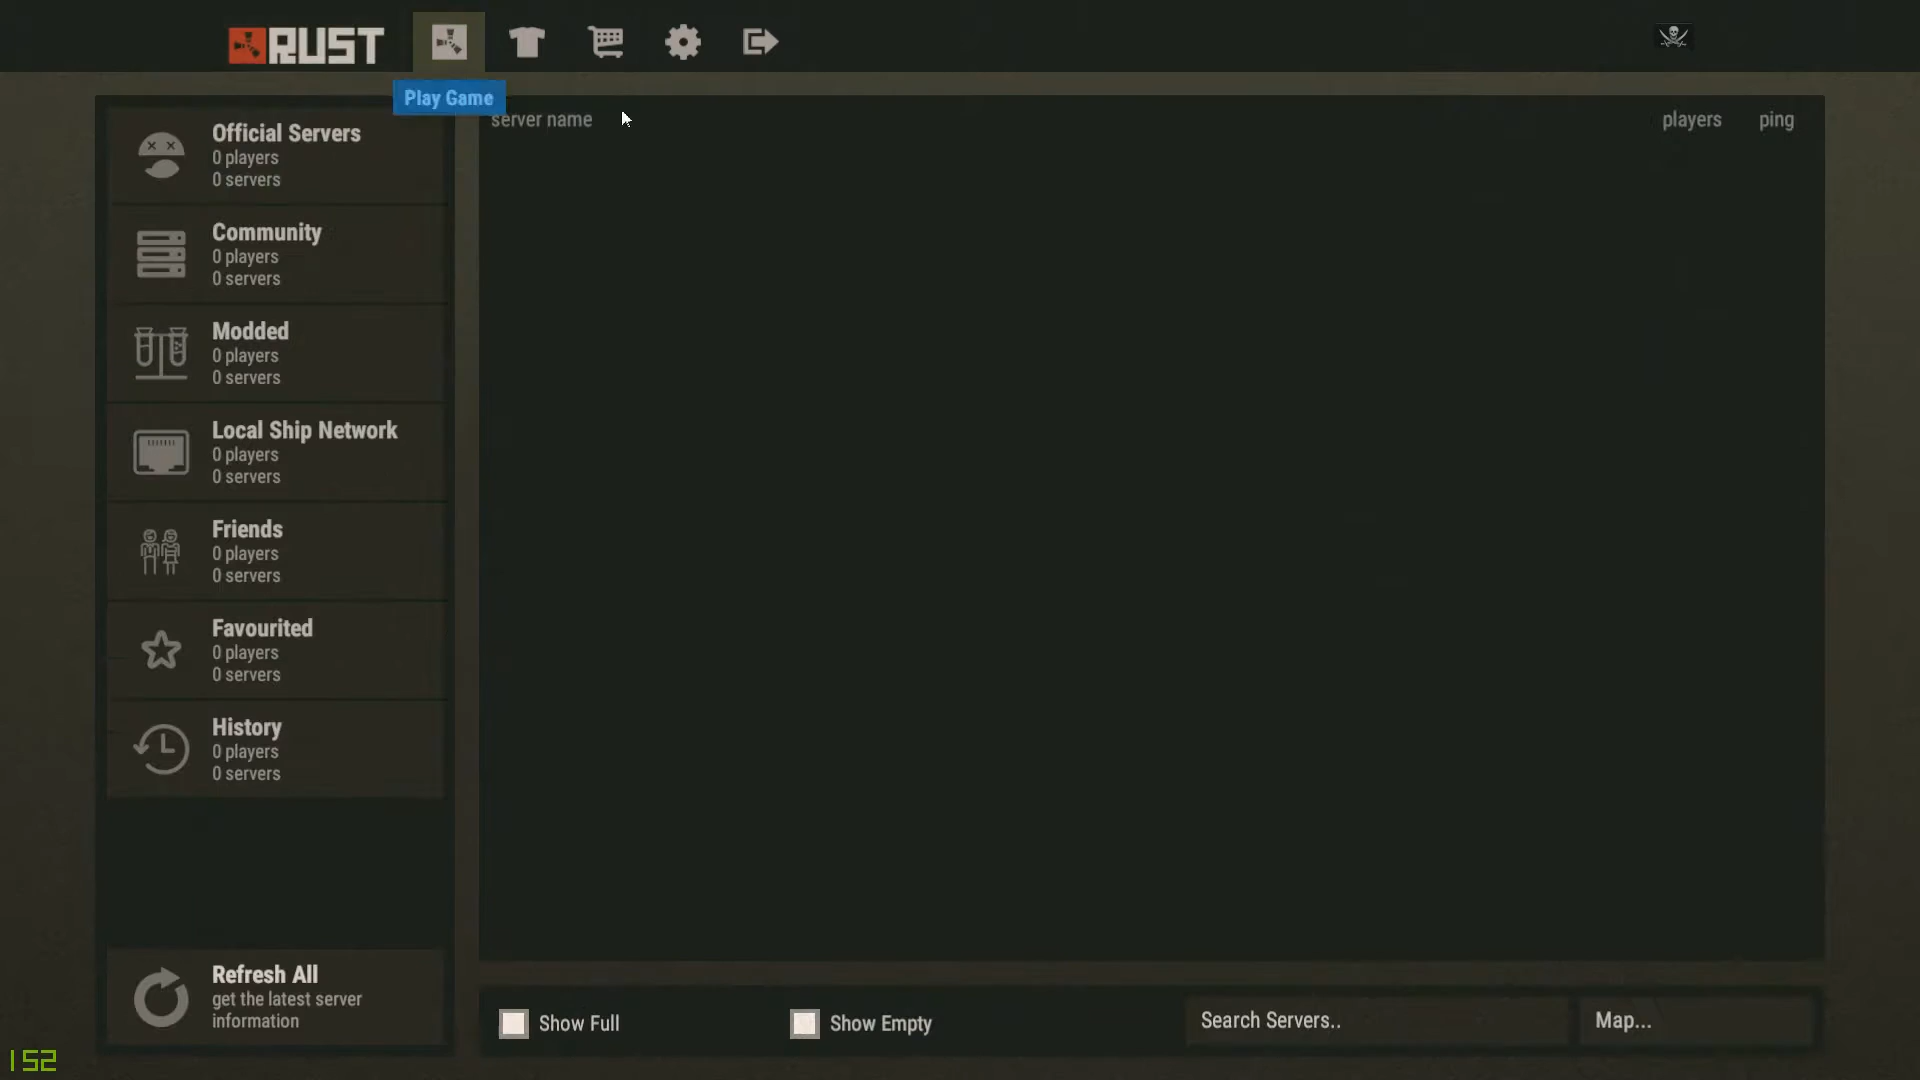 RUST
Play Game
server name
players
ping
Official Servers
0 players
0 servers
Community
0 players
0 servers
Modded
0 players
0 servers
Local Ship Network
0 players
0 servers
Friends
0 players
0 servers
Favourited
0 players
0 servers
History
0 players
0 servers
Refresh All
get the latest server
information
Show Full
Show Empty
Search Servers..
Map...
152